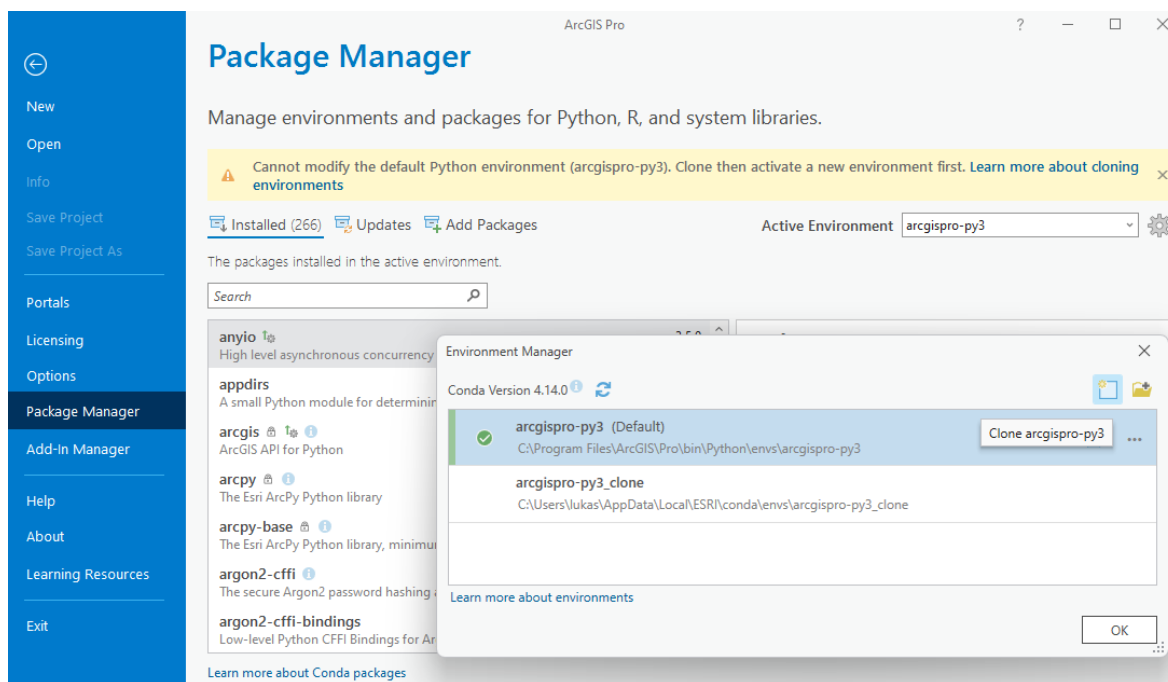 ArcGIS Pro
?
Package Manager
New
Open
Info
Save Project
Save Project As
Portals
Licensing
Options
Package Manager
Add-In Manager
Help
About
Learning Resources
Exit
Manage environments and packages for Python, R, and system libraries.
Cannot modify the default Python environment (arcgispro-py3). Clone then activate a new environment first. Learn more about cloning
environments
Installed (266) Updates Add Packages
Active Environment arcgispro-py3
The packages installed in the active environment.
Search
anyio
High level asynchronous concurrency
appdirs
A small Python module for
arcgis
ArcGIS API for Python
arcpy
The Esri ArcPy Python library
arcpy-base
The Esri ArcPy Python library,
argon2-cffi
The secure Argon2 password hashing
argon2-cffi-bindings
Low-level Python CFFI Bindings for
Learn more about Conda packages
Environment Manager
Conda Version 4.14.0
arcgispro-py3 (Default)
C:\Program Files\ArcGIS\Pro\bin\Python\envs\arcgispro-py3
Clone arcgispro-py3
arcgispro-py3_clone
C:\Users\lukas\AppData\Local\ESRI\conda\envs\arcgispro-py3_clone
Learn more about environments
OK